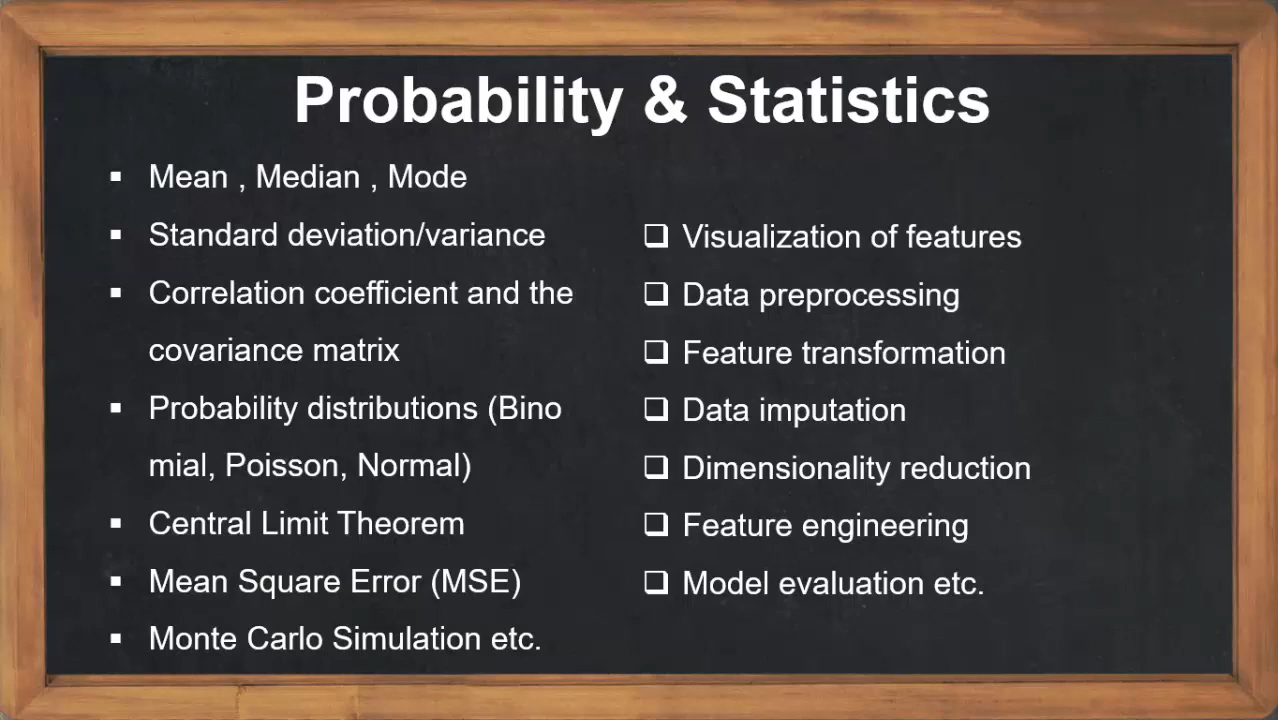 Probability & Statistics
▪ Mean , Median , Mode
▪ Standard deviation/variance
▪ Correlation coefficient and the
covariance matrix
▪ Probability distributions (Bino
mial, Poisson, Normal)
▪ Central Limit Theorem
▪ Mean Square Error (MSE)
▪ Monte Carlo Simulation etc.
❑ Visualization of features
❑ Data preprocessing
❑ Feature transformation
❑ Data imputation
❑ Dimensionality reduction
❑ Feature engineering
❑ Model evaluation etc.